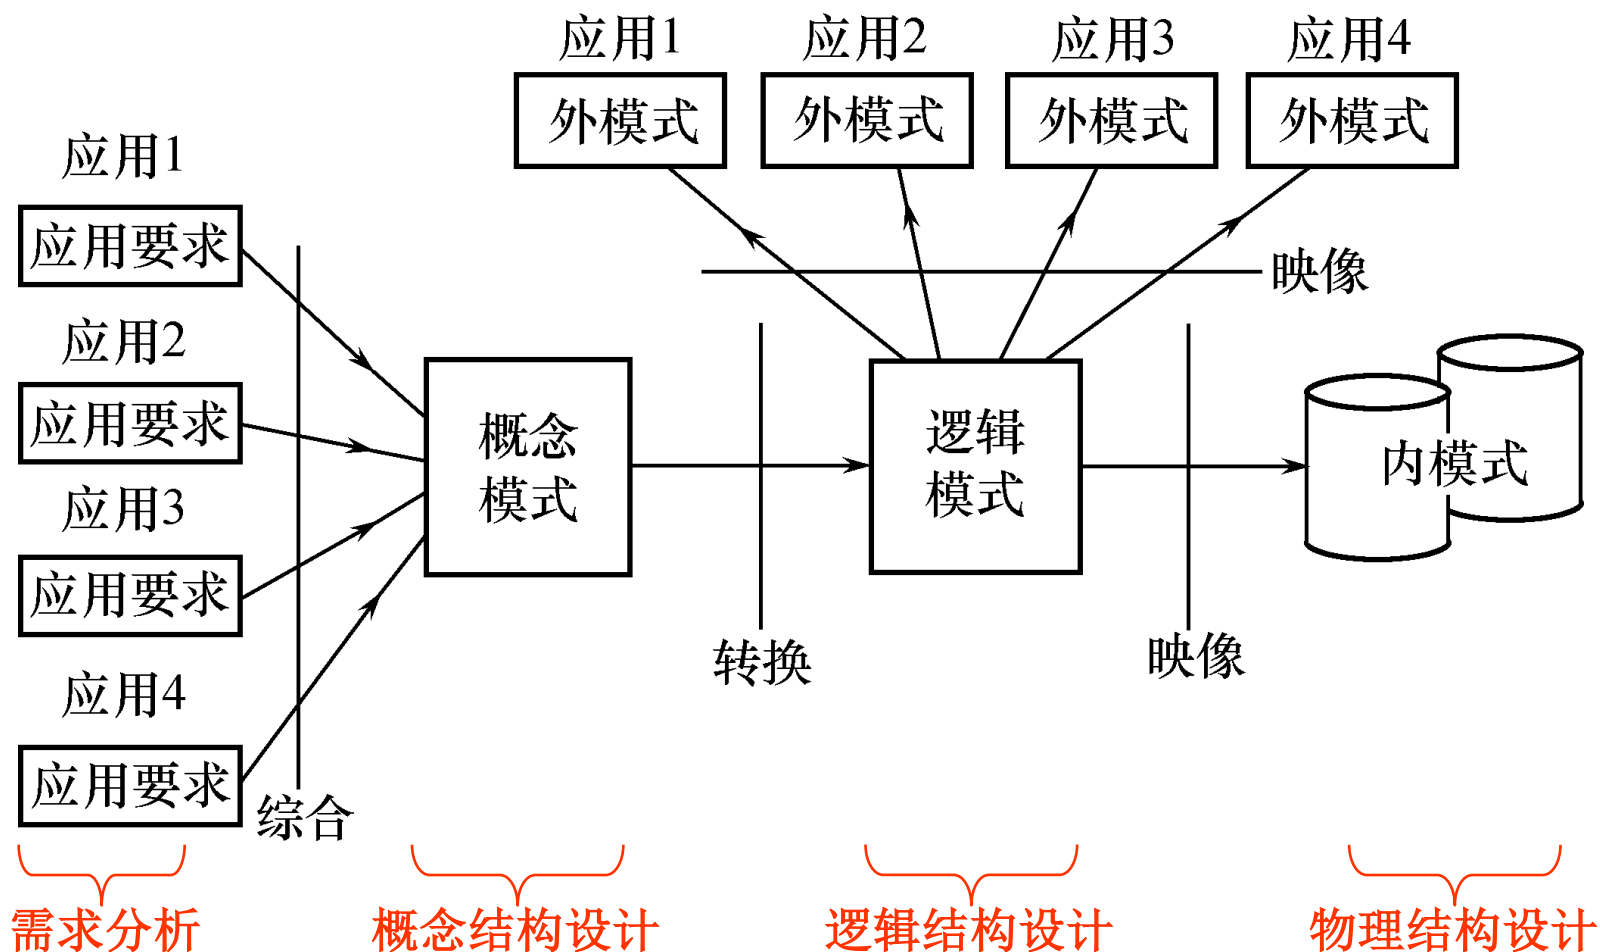 应用1
应用2
应用3
应用4
外模式
外模式
外模式
外模式
应用1
应用要求
应用2
应用要求
应用3
应用要求
应用4
应用要求
综合
概念
模式
转换
逻辑
模式
映像
映像
内模式
需求分析
概念结构设计
逻辑结构设计
物理结构设计